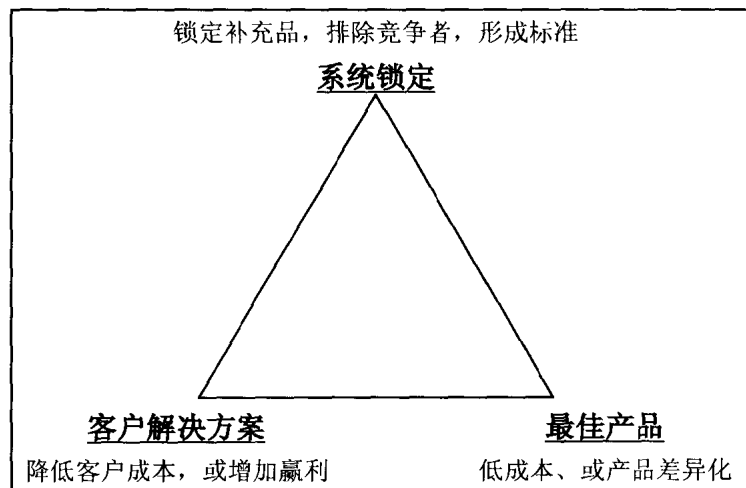 锁定补充品，排除竞争者，形成标准
系统锁定
客户解决方案
最佳产品
降低客户成本，或增加赢利
低成本、或产品差异化